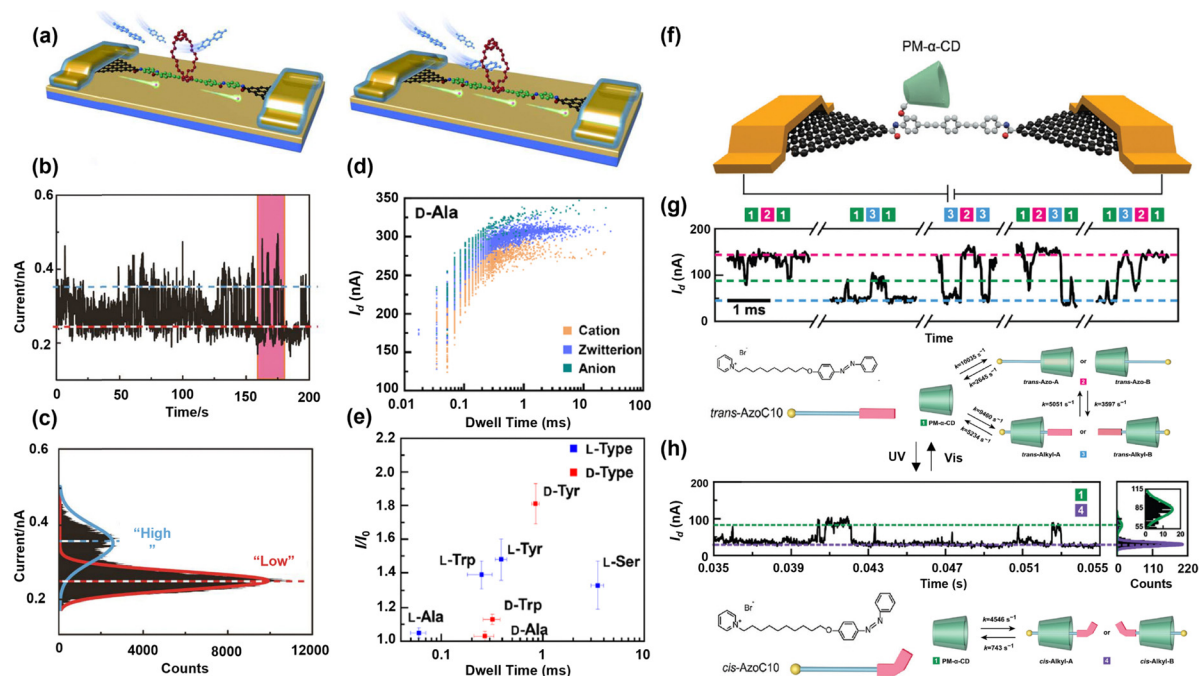 (a)
(b)
Current/nA
0.6
0.4
0.2
0
50
100
150
200
Time/s
(c)
Current/nA
0.6
0.4
0.2
"High
"
"Low"
0
4000
8000
12000
Counts
(d)
D-Ala
I_d (nA)
350
300
250
200
150
100
Cation
Zwitterion
Anion
0.01
0.1
1
10
100
Dwell Time (ms)
(e)
I/I_0
2.2
2.0
1.8
1.6
1.4
1.2
1.0
L-Type
D-Type
D-Tyr
L-Tyr
L-Trp
L-Ser
L-Ala
D-Trp
D-Ala
0.1
1
10
Dwell Time (ms)
(f)
PM-α-CD
(g)
1 2 1
1 3 1
3 2 3
1 2 3 1
1 3 2 1
I_d (nA)
200
100
0
1 ms
Time
Br⁻
N⁺
O
N
N
trans-AzoC10
1 PM-α-CD
k=10035 s⁻¹
k=2645 s⁻¹
trans-Azo-A
or
2
trans-Azo-B
k=5051 s⁻¹
k=3597 s⁻¹
k=9460 s⁻¹
k=5234 s⁻¹
trans-Alkyl-A
or
3
trans-Alkyl-B
UV
Vis
(h)
I_d (nA)
200
100
0
1
4
0.035
0.039
0.043
0.047
0.051
0.055
Time (s)
115
85
55
0
10
20
0
110
220
Counts
Br⁻
N⁺
O
N
N
cis-AzoC10
1 PM-α-CD
k=4546 s⁻¹
k=743 s⁻¹
cis-Alkyl-A
or
4
cis-Alkyl-B